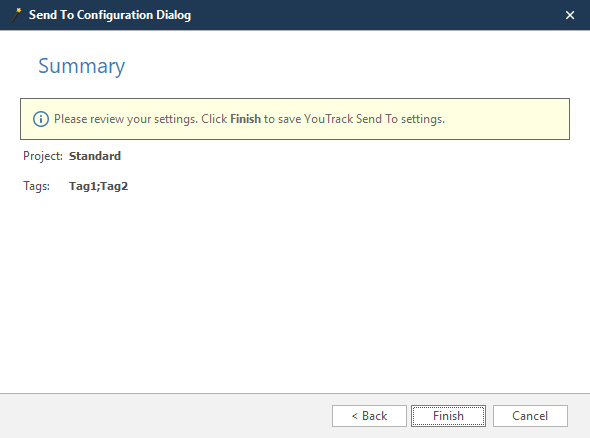 Send To Configuration Dialog
Summary
Please review your settings. Click Finish to save YouTrack Send To settings.
Project: Standard
Tags: Tag1;Tag2
< Back Finish Cancel